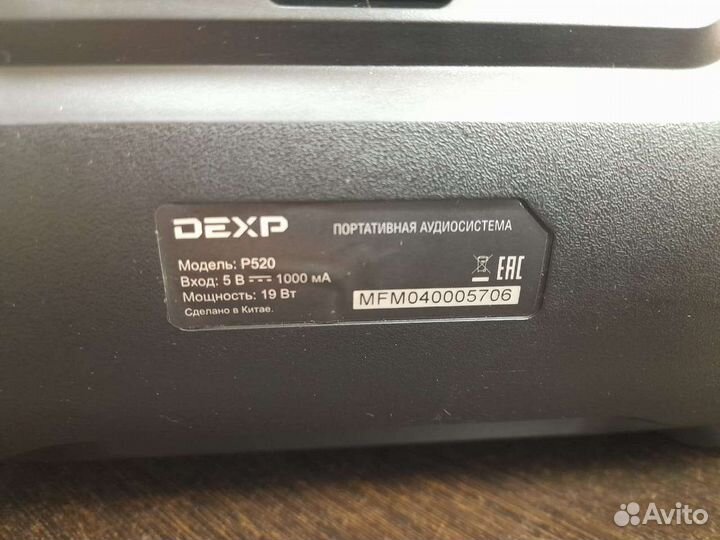 DEXP
ПОРТАТИВНАЯ АУДИОСИСТЕМА
Модель: P520
Вход: 5 В 1000 мА
Мощность: 19 Вт
Сделано в Китае.
EAC
MFM040005706
Avito